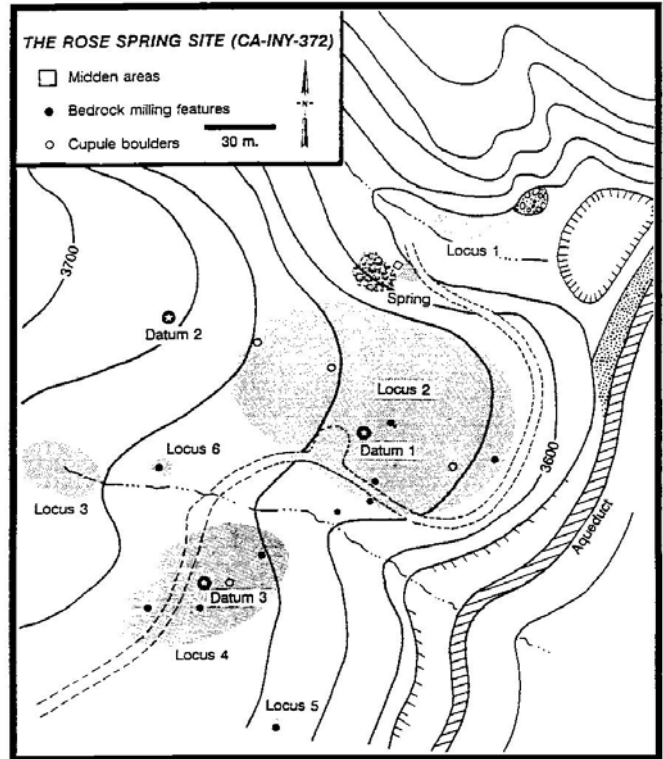 THE ROSE SPRING SITE (CA-INY-372)
Midden areas
N
Bedrock milling features
Cupule boulders
30 m.
Locus 1
3700
Spring
Datum 2
Locus 2
Datum 1
Locus 6
3600
Locus 3
Aqueduct
Datum 3
Locus 4
Locus 5